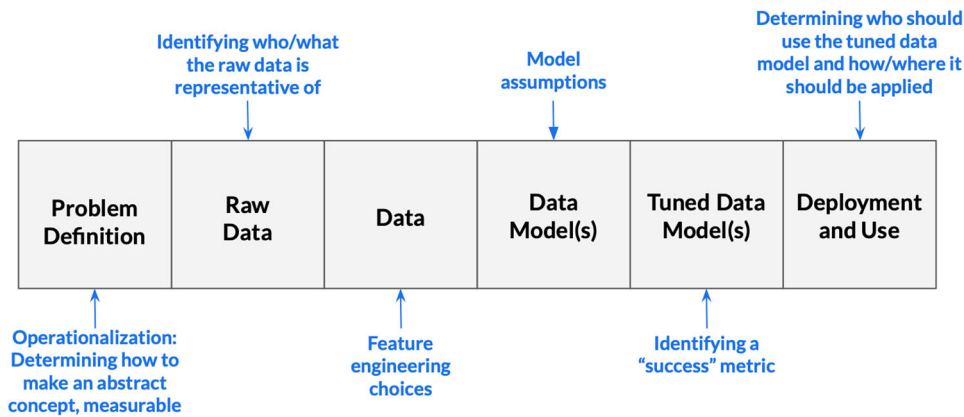 Identifying who/what
the raw data is
representative of
Model
assumptions
Determining who should
use the tuned data
model and how/where it
should be applied
Problem
Definition
Raw
Data
Data
Data
Model(s)
Tuned Data
Model(s)
Deployment
and Use
Operationalization:
Determining how to
make an abstract
concept, measurable
Feature
engineering
choices
Identifying a
“success” metric